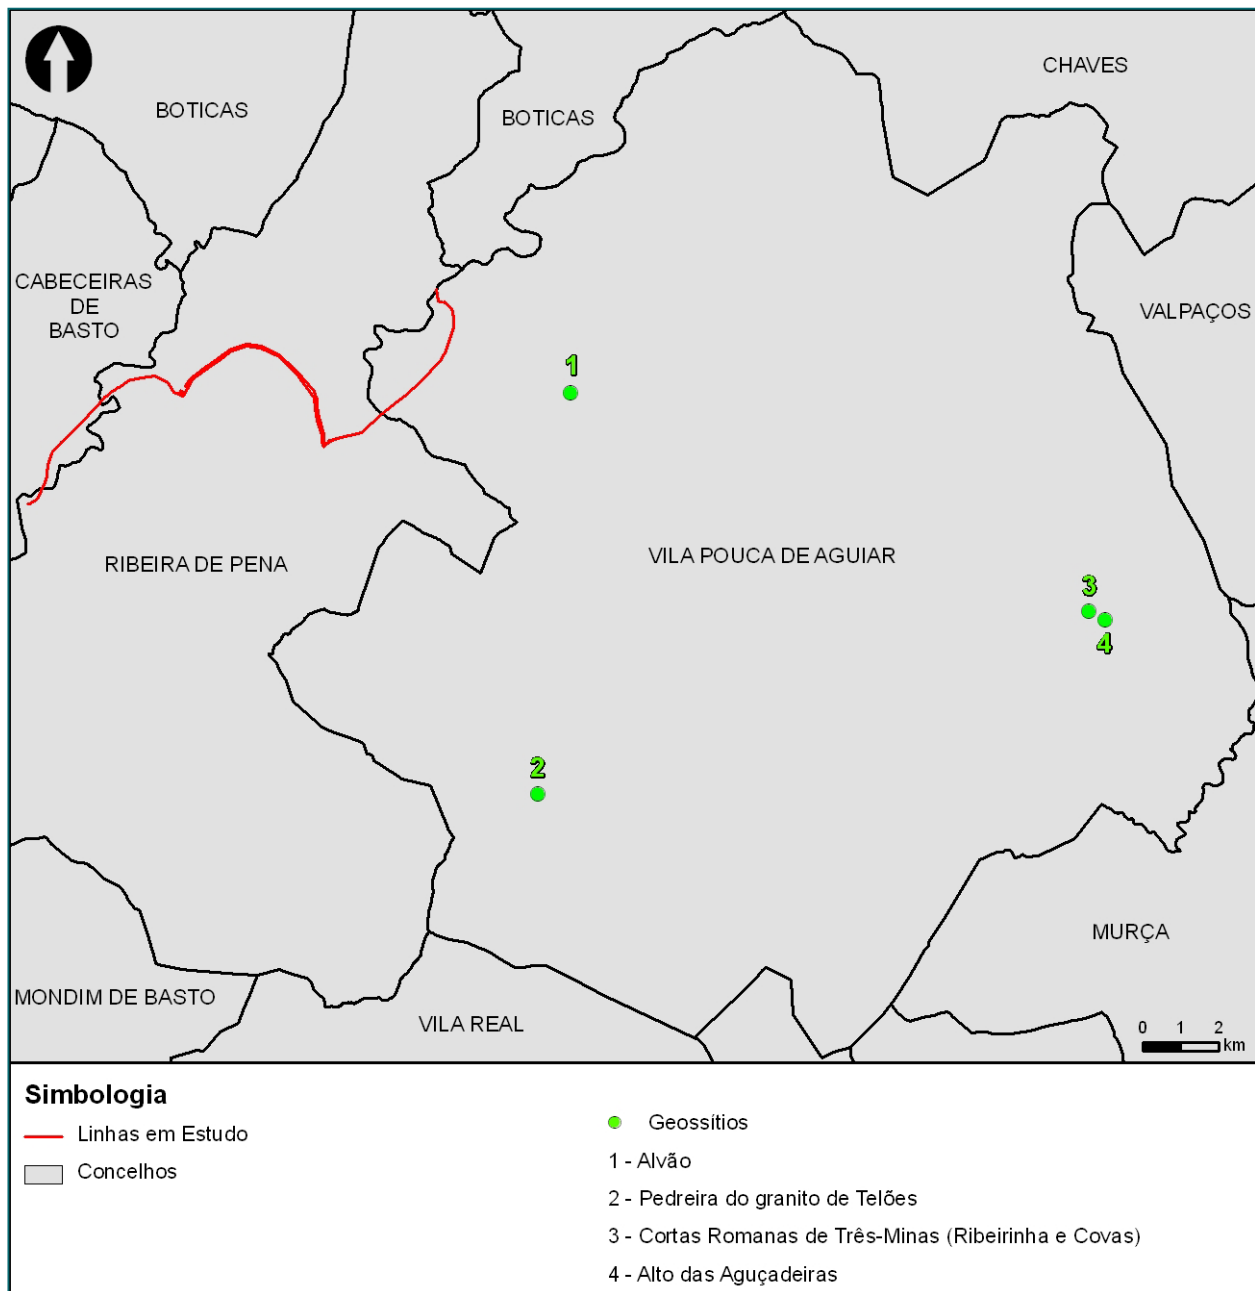 CHAVES
BOTICAS
BOTICAS
CABECEIRAS
DE
BASTO
VALPAÇOS
1
RIBEIRA DE PENA
VILA POUCA DE AGUIAR
3
4
2
MURÇA
MONDIM DE BASTO
VILA REAL
0 1 2
km
Simbologia
Linhas em Estudo
Concelhos
Geossítios
1 - Alvão
2 - Pedreira do granito de Telões
3 - Cortas Romanas de Três-Minas (Ribeirinha e Covas)
4 - Alto das Aguçadeiras